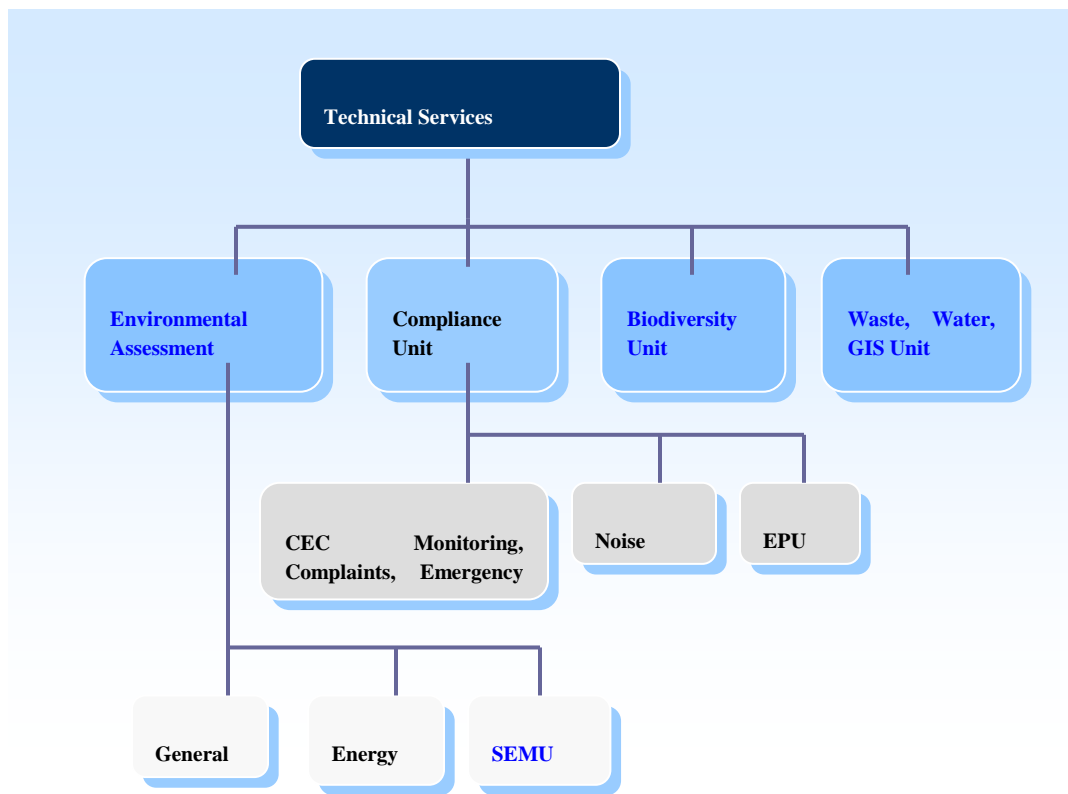 Technical Services
Environmental
Assessment
Compliance
Unit
Biodiversity
Unit
Waste, Water,
GIS Unit
CEC Monitoring,
Complaints, Emergency
Noise
EPU
General
Energy
SEMU